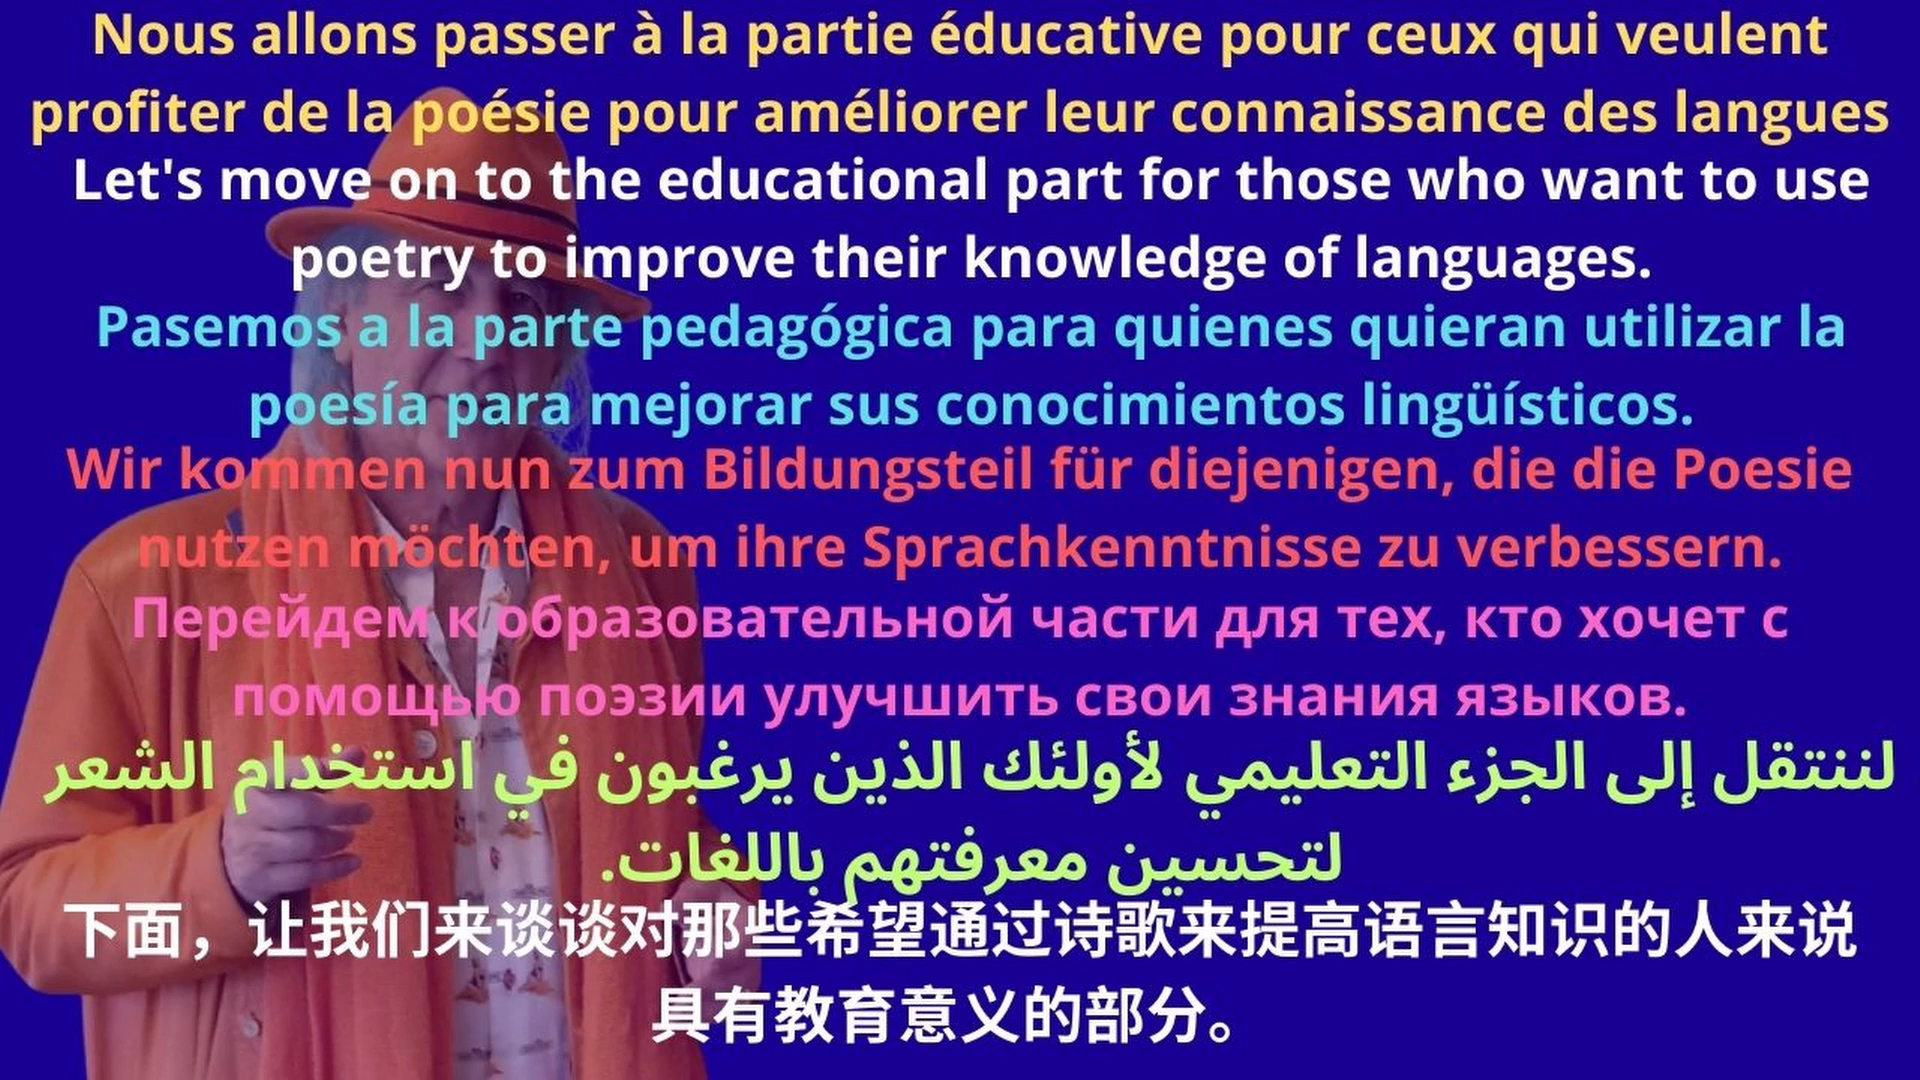 Nous allons passer à la partie éducative pour ceux qui veulent
profiter de la poésie pour améliorer leur connaissance des langues
Let's move on to the educational part for those who want to use
poetry to improve their knowledge of languages.
Pasemos a la parte pedagógica para quienes quieran utilizar la
poesía para mejorar sus conocimientos lingüísticos.
Wir kommen nun zum Bildungsteil für diejenigen, die die Poesie
nutzen möchten, um ihre Sprachkenntnisse zu verbessern.
Перейдем к образовательной части для тех, кто хочет с
помощью поэзии улучшить свои знания языков.
لننتقل إلى الجزء التعليمي لأولئك الذين يرغبون في استخدام الشعر
لتحسين معرفتهم باللغات.
下面，让我们来谈谈对那些希望通过诗歌来提高语言知识的人来说
具有教育意义的部分。